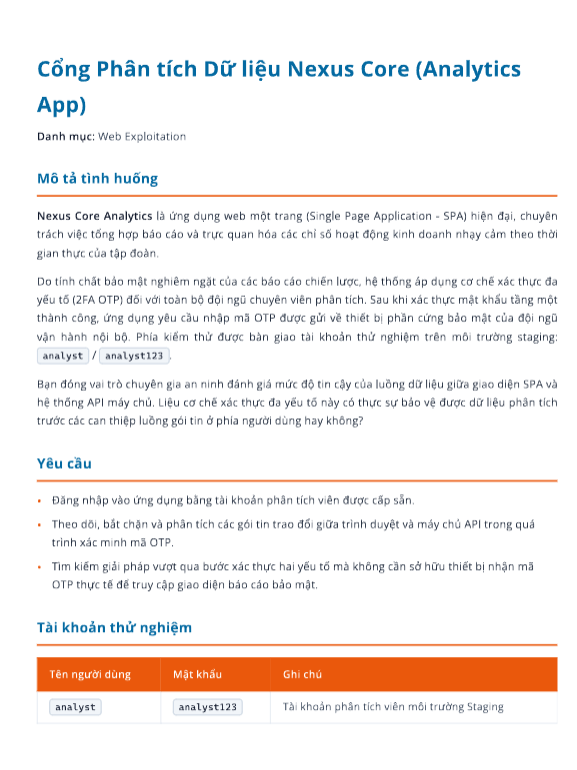 Cổng Phân tích Dữ liệu Nexus Core (Analytics
App)
Danh mục: Web Exploitation
Mô tả tình huống
Nexus Core Analytics là ứng dụng web một trang (Single Page Application - SPA) hiện đại, chuyên
trách việc tổng hợp báo cáo và trực quan hóa các chỉ số hoạt động kinh doanh nhạy cảm theo thời
gian thực của tập đoàn.
Do tính chất bảo mật nghiêm ngặt của các báo cáo chiến lược, hệ thống áp dụng cơ chế xác thực đa
yếu tố (2FA OTP) đối với toàn bộ đội ngũ chuyên viên phân tích. Sau khi xác thực mật khẩu tầng một
thành công, ứng dụng yêu cầu nhập mã OTP được gửi về thiết bị phần cứng bảo mật của đội ngũ
vận hành nội bộ. Phía kiểm thử được bàn giao tài khoản thử nghiệm trên môi trường staging:
analyst / analyst123.
Bạn đóng vai trò chuyên gia an ninh đánh giá mức độ tin cậy của luồng dữ liệu giữa giao diện SPA và
hệ thống API máy chủ. Liệu cơ chế xác thực đa yếu tố này có thực sự bảo vệ được dữ liệu phân tích
trước các can thiệp luồng gói tin ở phía người dùng hay không?
Yêu cầu
• Đăng nhập vào ứng dụng bằng tài khoản phân tích viên được cấp sẵn.
• Theo dõi, bắt chặn và phân tích các gói tin trao đổi giữa trình duyệt và máy chủ API trong quá
trình xác minh mã OTP.
• Tìm kiếm giải pháp vượt qua bước xác thực hai yếu tố mà không cần sở hữu thiết bị nhận mã
OTP thực tế để truy cập giao diện báo cáo bảo mật.
Tài khoản thử nghiệm
Tên người dùng Mật khẩu Ghi chú
analyst analyst123 Tài khoản phân tích viên môi trường Staging